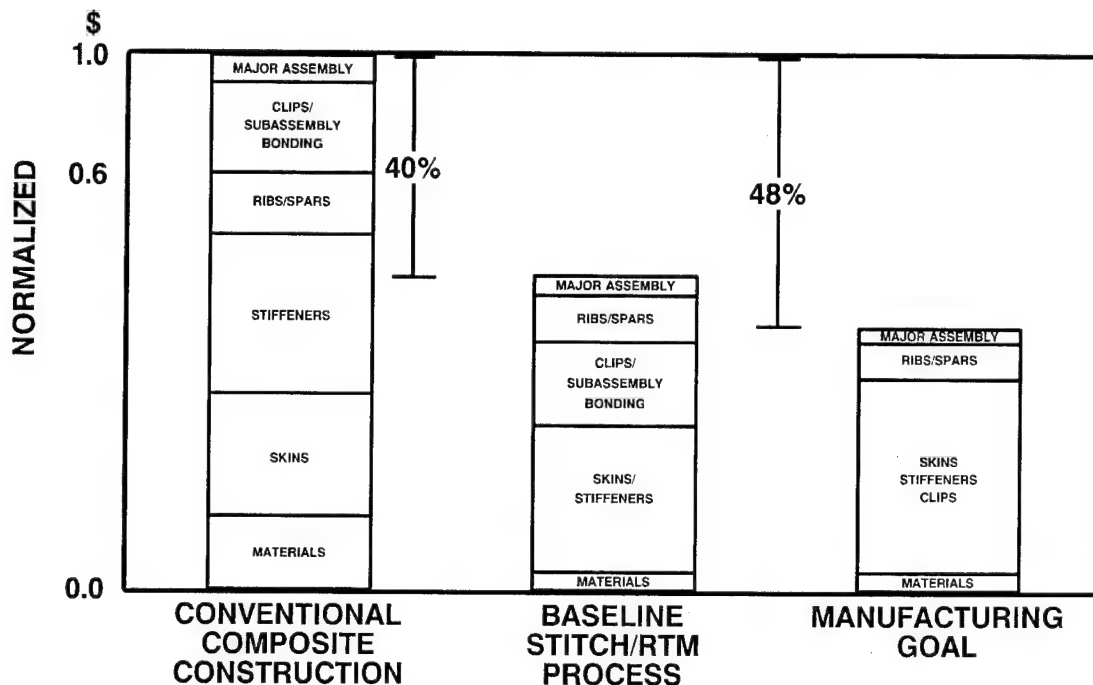 $
1.0
0.6
0.0
NORMALIZED
MAJOR ASSEMBLY
CLIPS/
SUBASSEMBLY
BONDING
RIBS/SPARS
STIFFENERS
SKINS
MATERIALS
40%
MAJOR ASSEMBLY
RIBS/SPARS
CLIPS/
SUBASSEMBLY
BONDING
SKINS/
STIFFENERS
MATERIALS
48%
MAJOR ASSEMBLY
RIBS/SPARS
SKINS
STIFFENERS
CLIPS
MATERIALS
CONVENTIONAL
COMPOSITE
CONSTRUCTION
BASELINE
STITCH/RTM
PROCESS
MANUFACTURING
GOAL